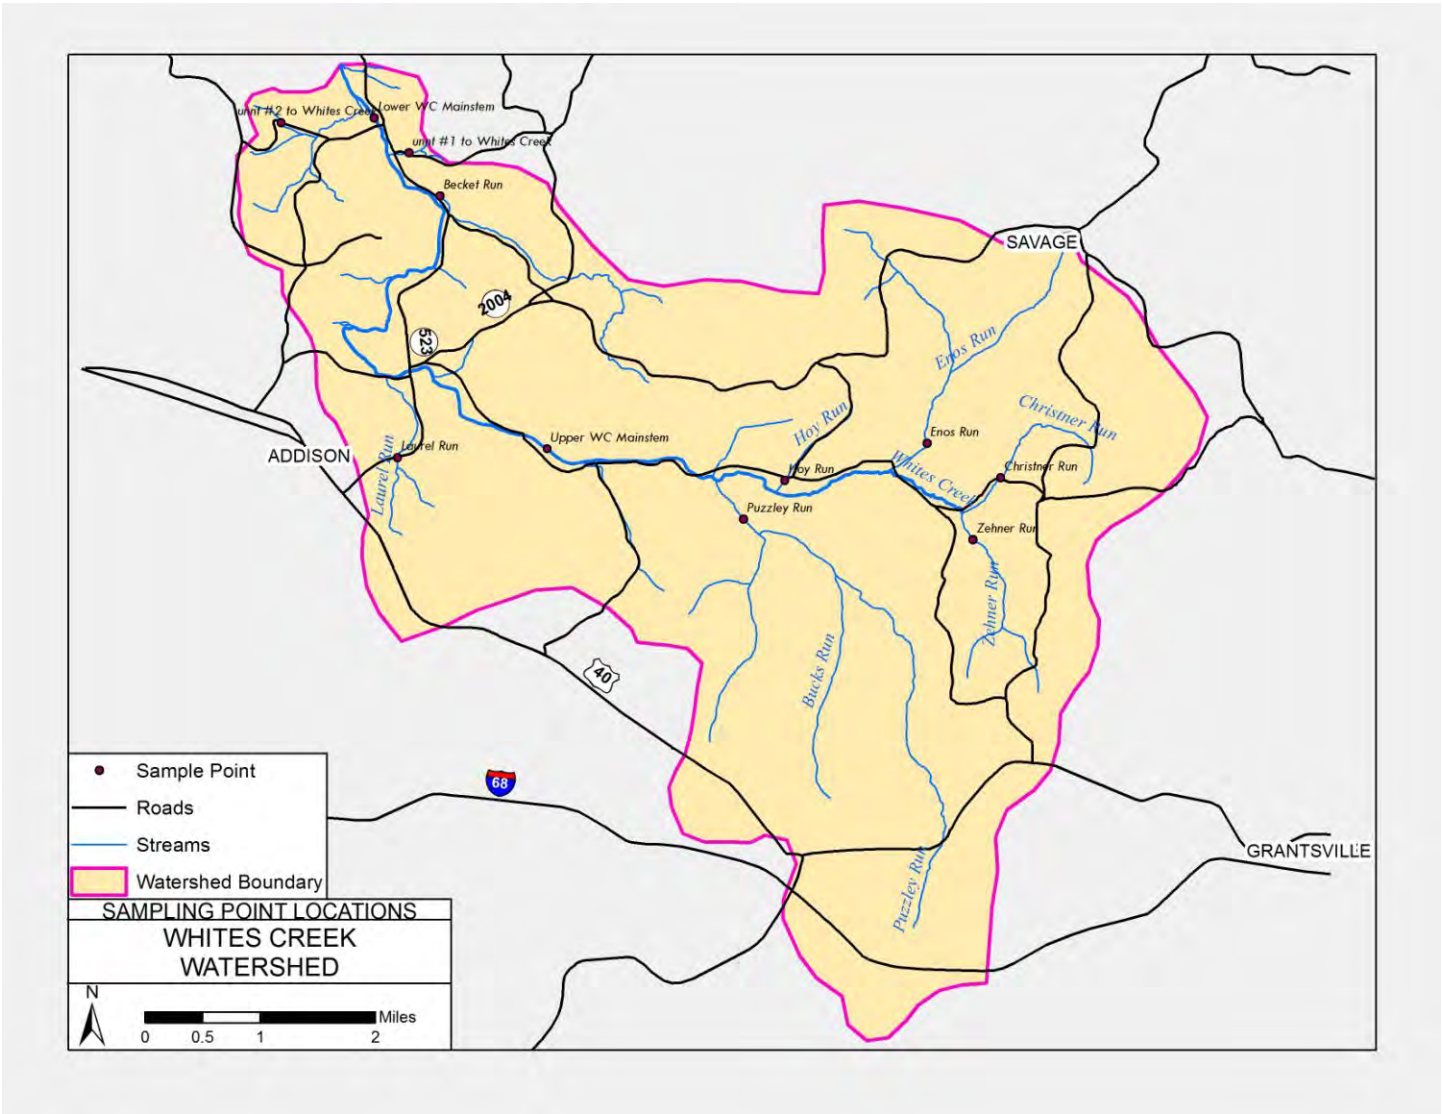 unnt #2 to Whites Creek
Lower WC Mainstem
unnt #1 to Whites Creek
Becket Run
SAVAGE
2004
523
Enos Run
Christner Run
Hoy Run
Enos Run
Upper WC Mainstem
Laurel Run
ADDISON
Laurel Run
Hoy Run
Whites Creek
Christner Run
Puzzley Run
Zehner Run
Zehner Run
Bucks Run
40
68
Puzzley Run
GRANTSVILLE
Sample Point
Roads
Streams
Watershed Boundary
SAMPLING POINT LOCATIONS
WHITES CREEK
WATERSHED
N
Miles
0 0.5 1 2